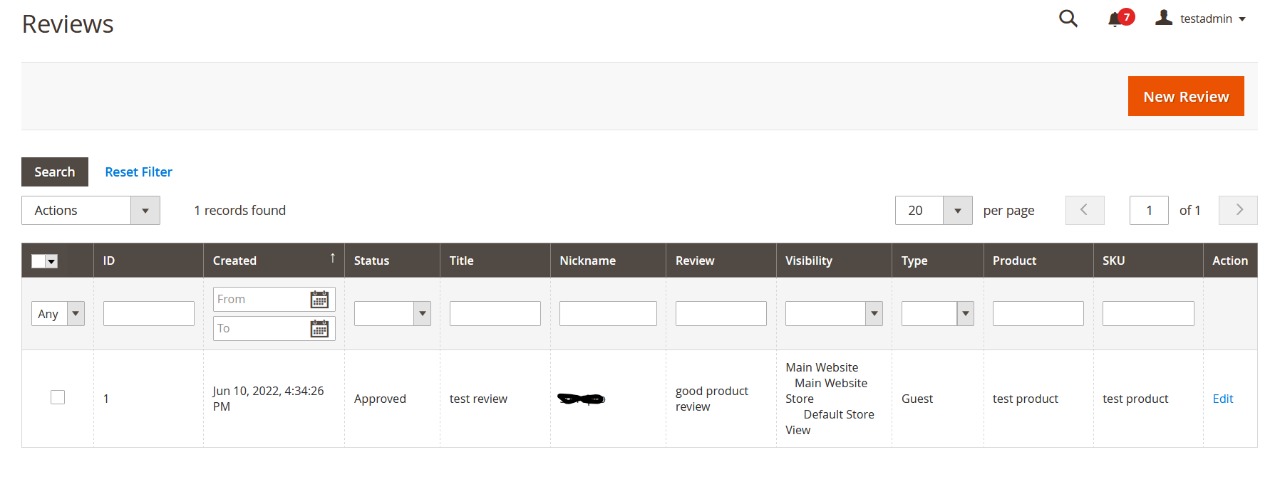 Reviews
7
testadmin
New Review
Search
Reset Filter
Actions
1 records found
20
per page
1
of 1
ID
Created ↑
Status
Title
Nickname
Review
Visibility
Type
Product
SKU
Action
Any
From
To
1
Jun 10, 2022, 4:34:26
PM
Approved
test review
good product
review
Main Website
Main Website
Store
Default Store
View
Guest
test product
test product
Edit